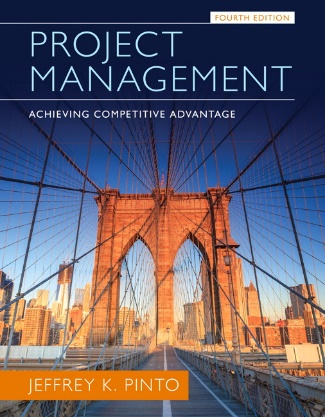 FOURTH EDITION
PROJECT
MANAGEMENT
ACHIEVING COMPETITIVE ADVANTAGE
JEFFREY K. PINTO